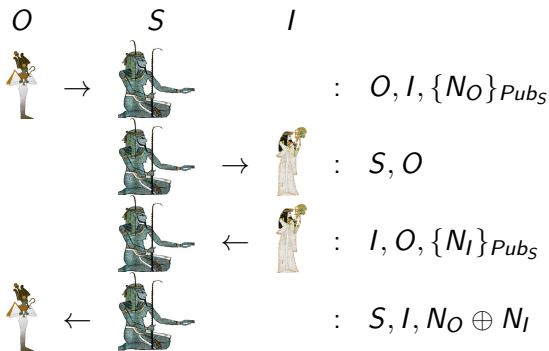 O S I
→ : O, I, {N_O}_{Pub_S}
→ : S, O
← : I, O, {N_I}_{Pub_S}
← : S, I, N_O ⊕ N_I